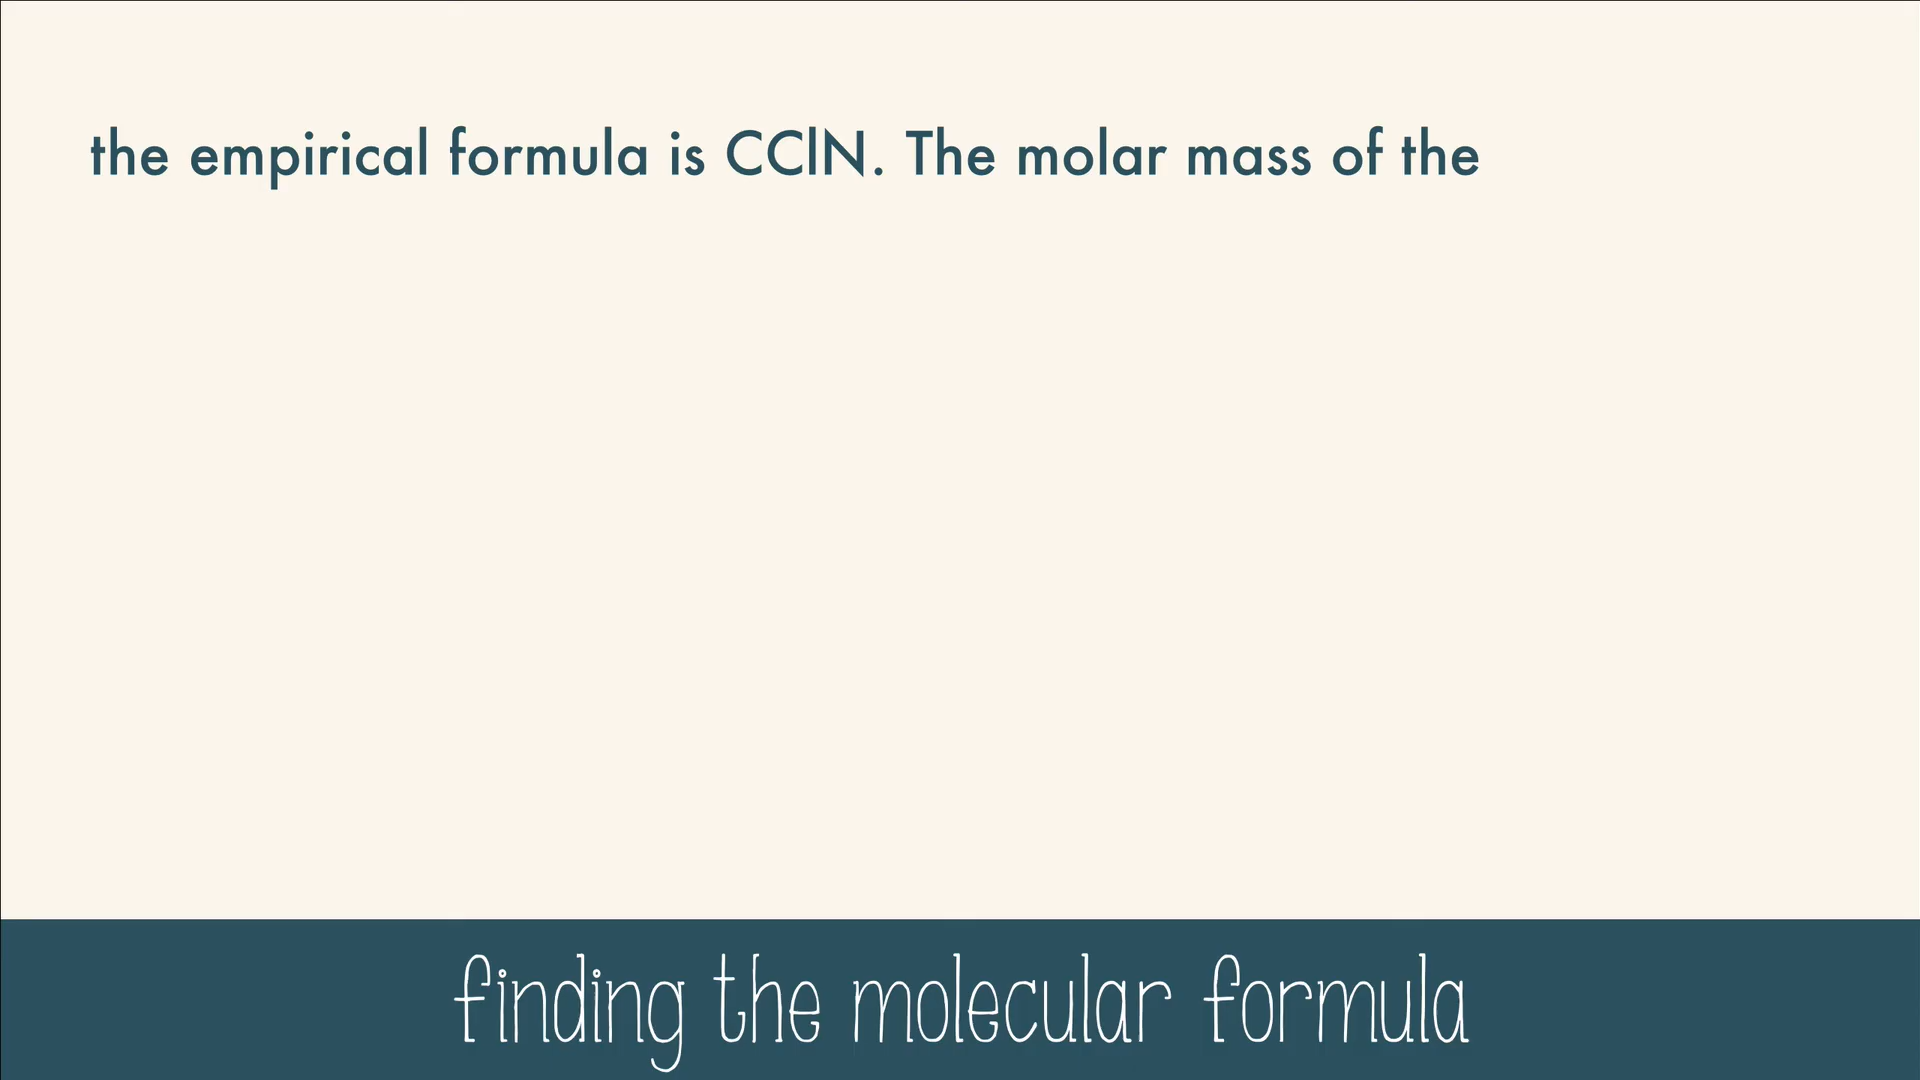 the empirical formula is CClN. The molar mass of the
finding the molecular formula